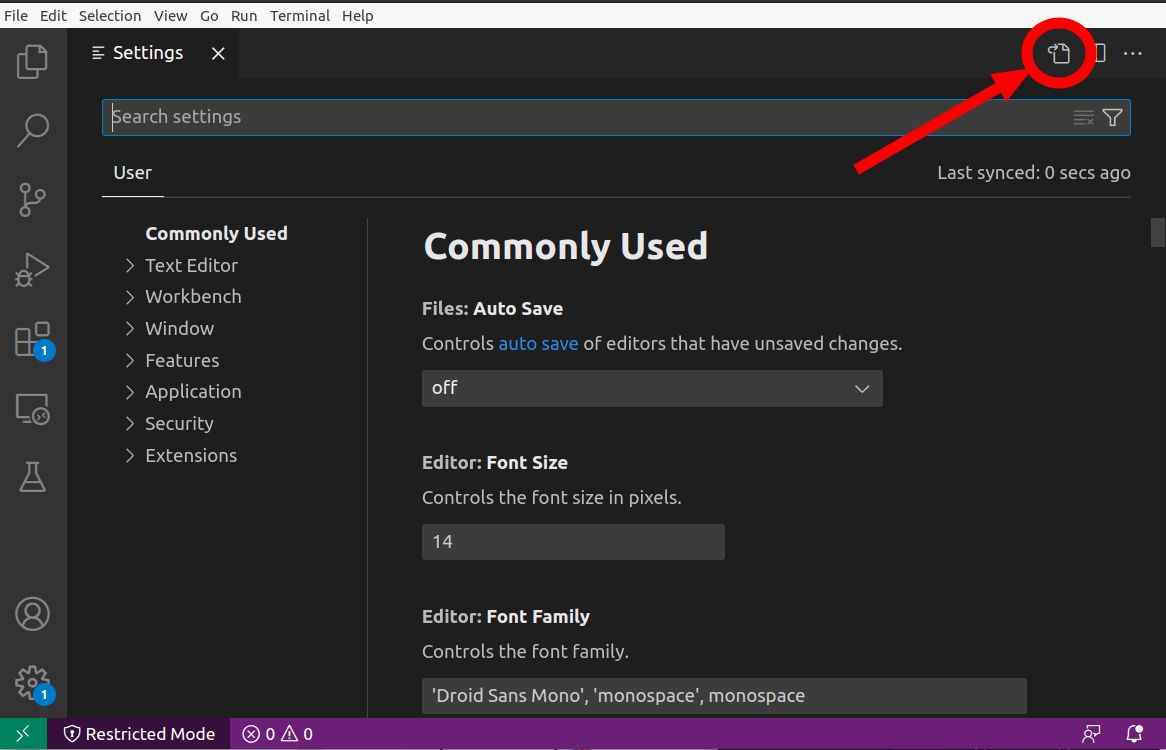 File Edit Selection View Go Run Terminal Help
Settings
Search settings
User
Last synced: 0 secs ago
Commonly Used
Text Editor
Workbench
Window
Features
Application
Security
Extensions
Commonly Used
Files: Auto Save
Controls auto save of editors that have unsaved changes.
off
Editor: Font Size
Controls the font size in pixels.
14
Editor: Font Family
Controls the font family.
'Droid Sans Mono', 'monospace', monospace
1
1
Restricted Mode 0 0